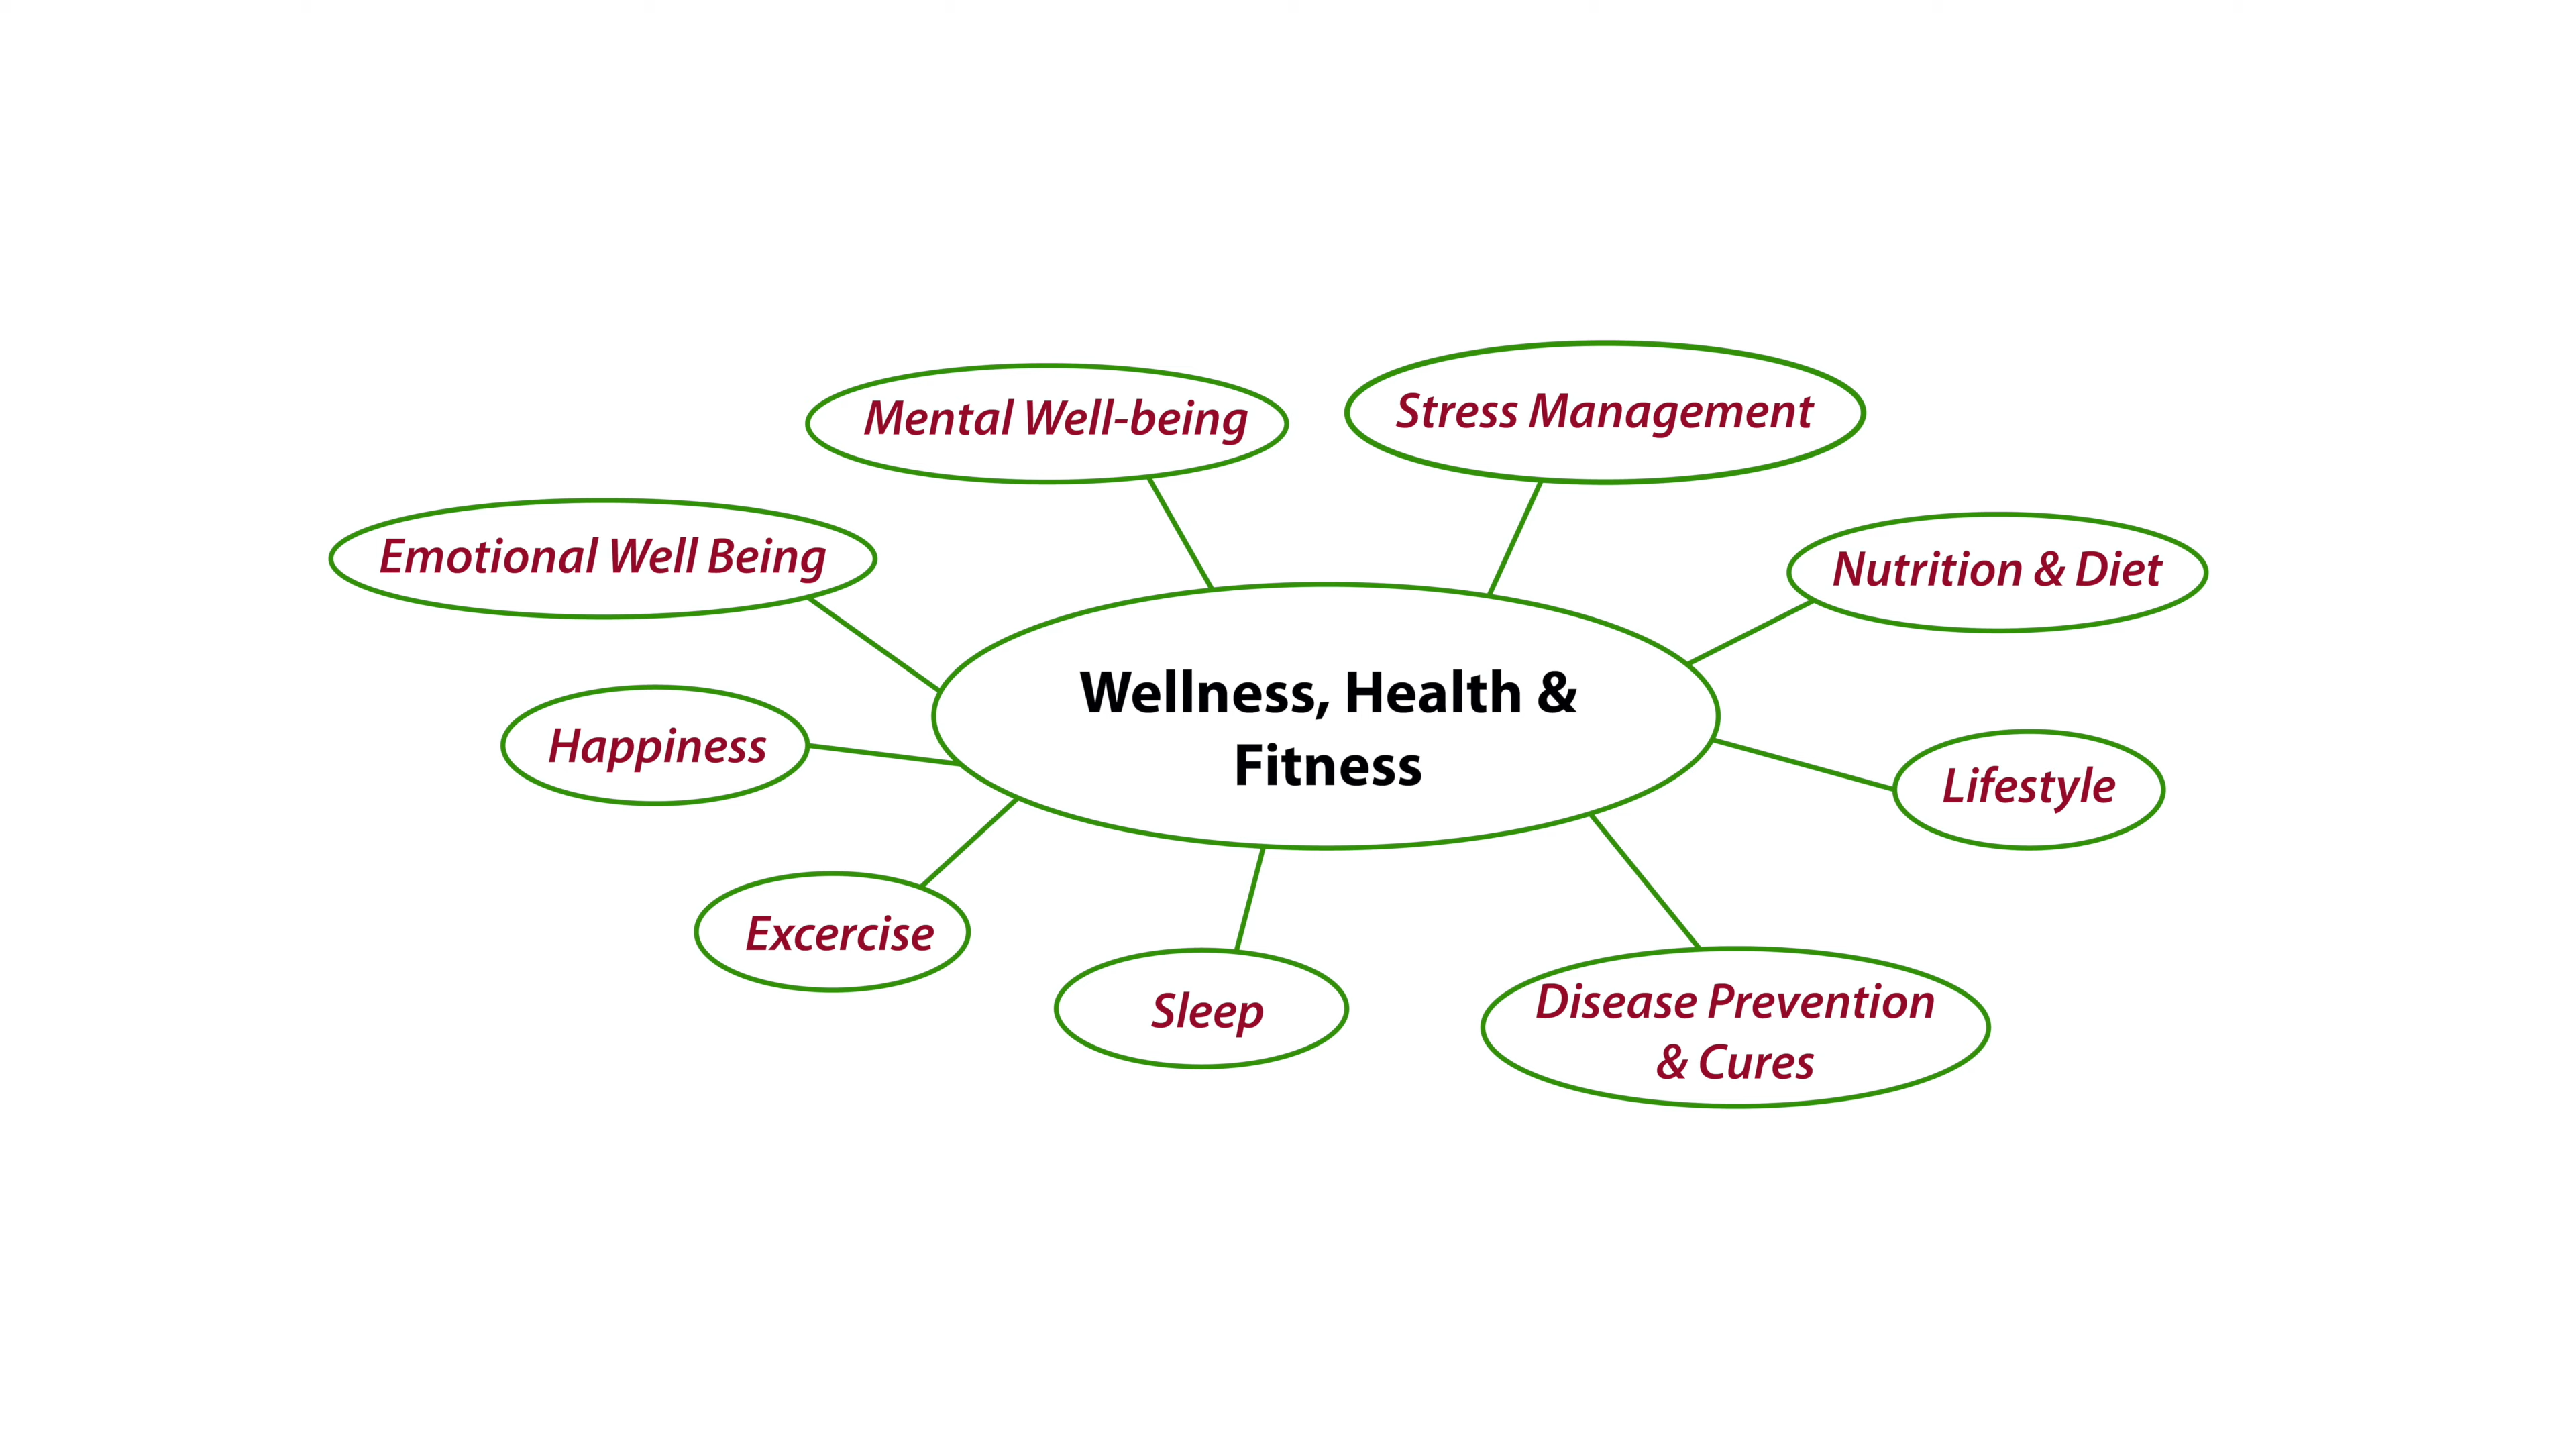 Mental Well-being
Stress Management
Emotional Well Being
Nutrition & Diet
Wellness, Health &
Fitness
Happiness
Lifestyle
Excercise
Sleep
Disease Prevention
& Cures